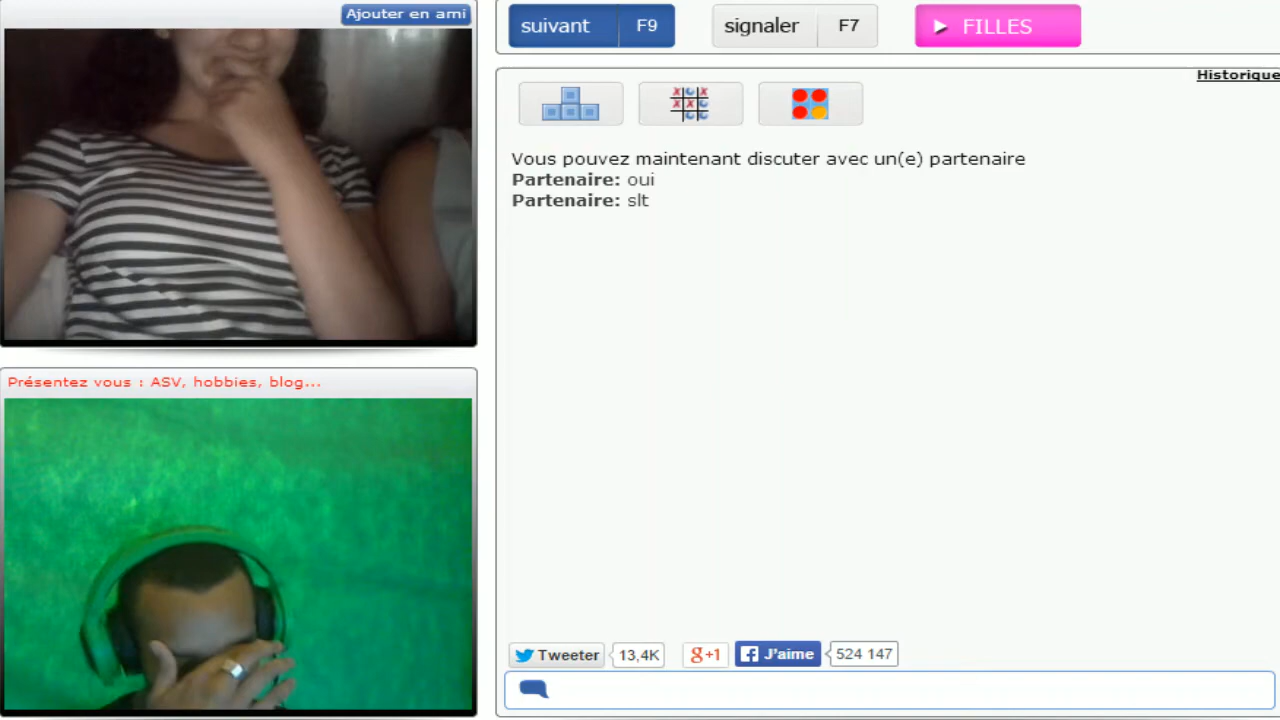 Ajouter en ami
suivant F9
signaler F7
FILLES
Historique
Vous pouvez maintenant discuter avec un(e) partenaire
Partenaire: oui
Partenaire: slt
Présentez vous : ASV, hobbies, blog...
Tweeter 13,4K
g+1
J'aime 524 147